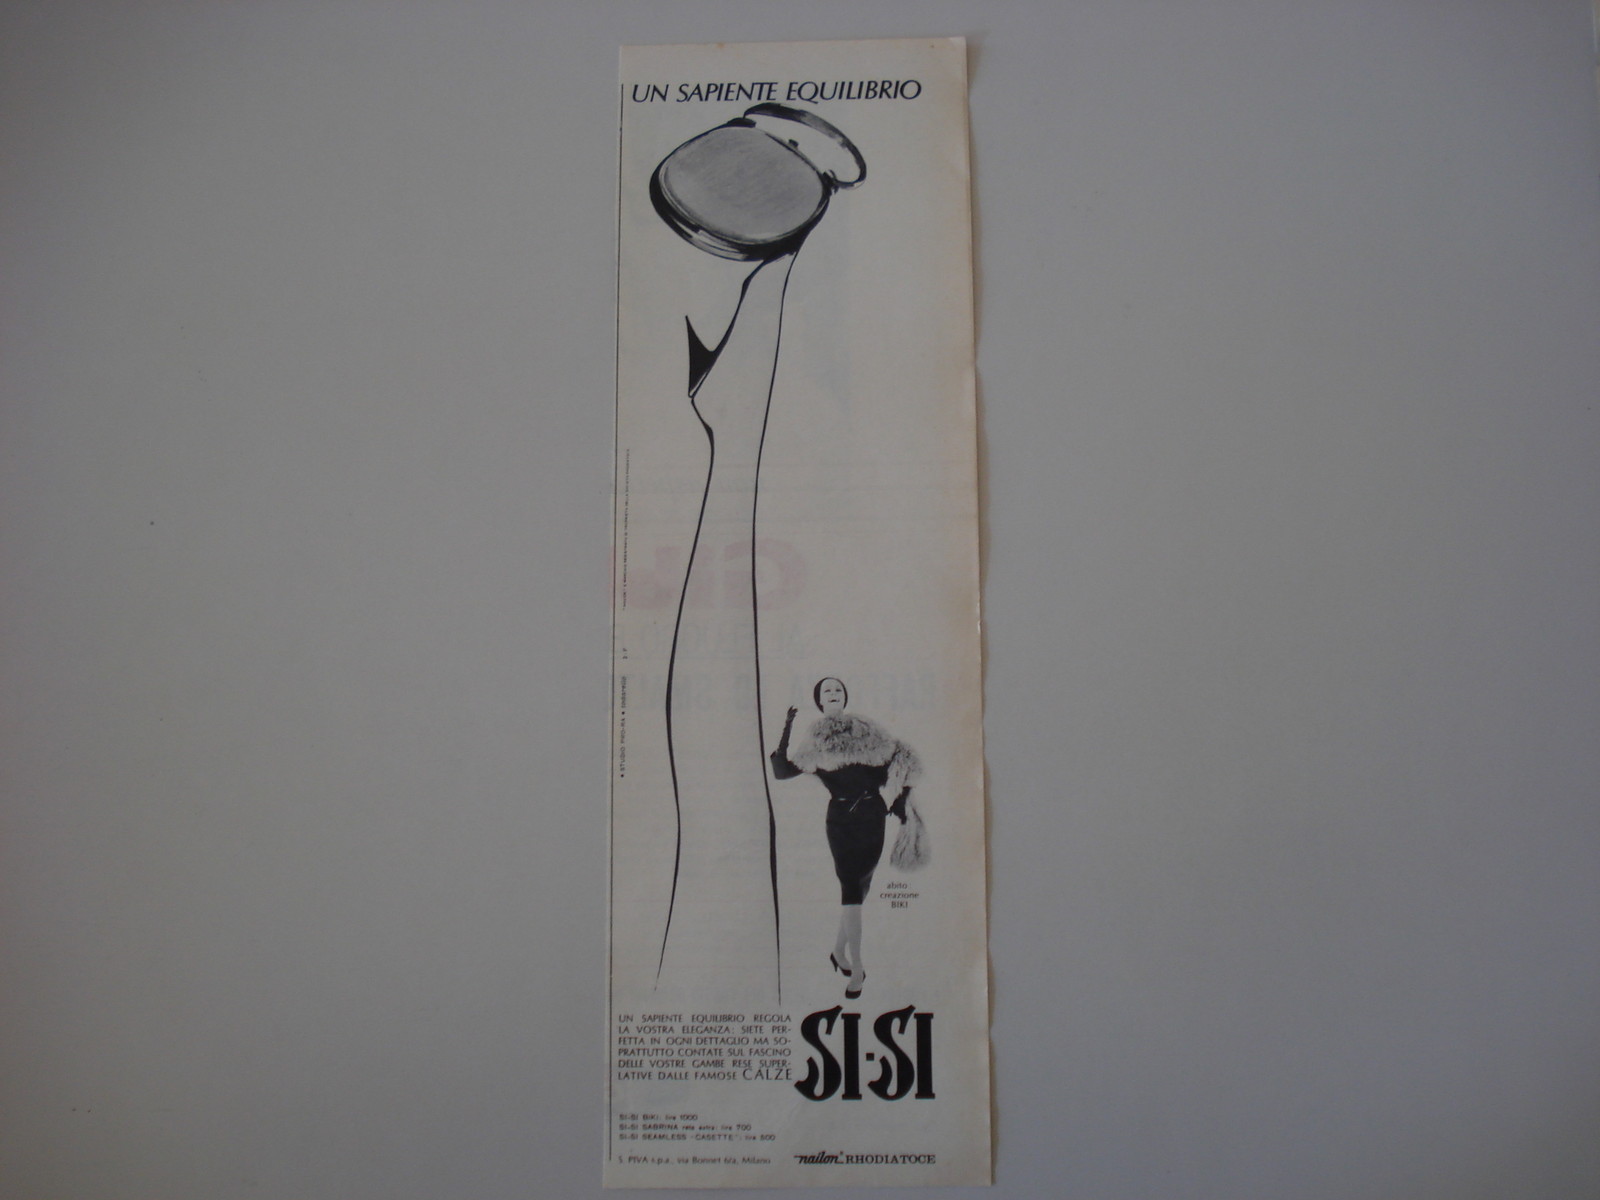 UN SAPIENTE EQUILIBRIO
abito:
creazione
BIKI
UN SAPIENTE EQUILIBRIO REGOLA
LA VOSTRA ELEGANZA: SIETE PER-
FETTA IN OGNI DETTAGLIO MA SO-
PRATTUTTO CONTATE SUL FASCINO
DELLE VOSTRE GAMBE RESE SUPER-
LATIVE DALLE FAMOSE CALZE
SI-SI
SI-SI BIKI: lire 1000
SI-SI SABRINA rete extra: lire 700
SI-SI SEAMLESS "CASETTE": lire 500
S. PIVA s.p.a., via Bonnet 6/a, Milano
nailon RHODIATOCE